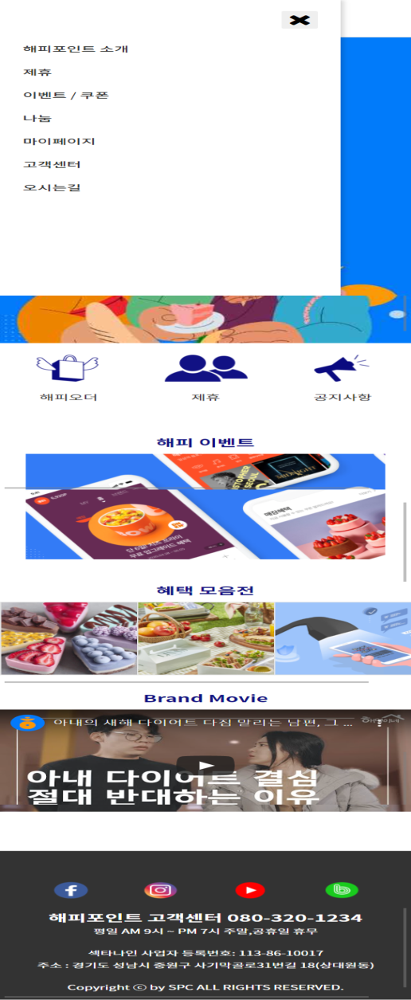 해피포인트 소개
제휴
이벤트 / 쿠폰
나눔
마이페이지
고객센터
오시는길
해피오더
제휴
공지사항
해피 이벤트
혜택 모음전
Brand Movie
아내의 새해 다이어트 다짐 말리는 남편, 그 ...
아내 다이어트 결심
절대 반대하는 이유
해피포인트 고객센터 080-320-1234
평일 AM 9시 ~ PM 7시 주말,공휴일 휴무
섹타나인 사업자 등록번호: 113-86-10017
주소 : 경기도 성남시 중원구 사기막골로31번길 18(상대원동)
Copyright ⓒ by SPC ALL RIGHTS RESERVED.